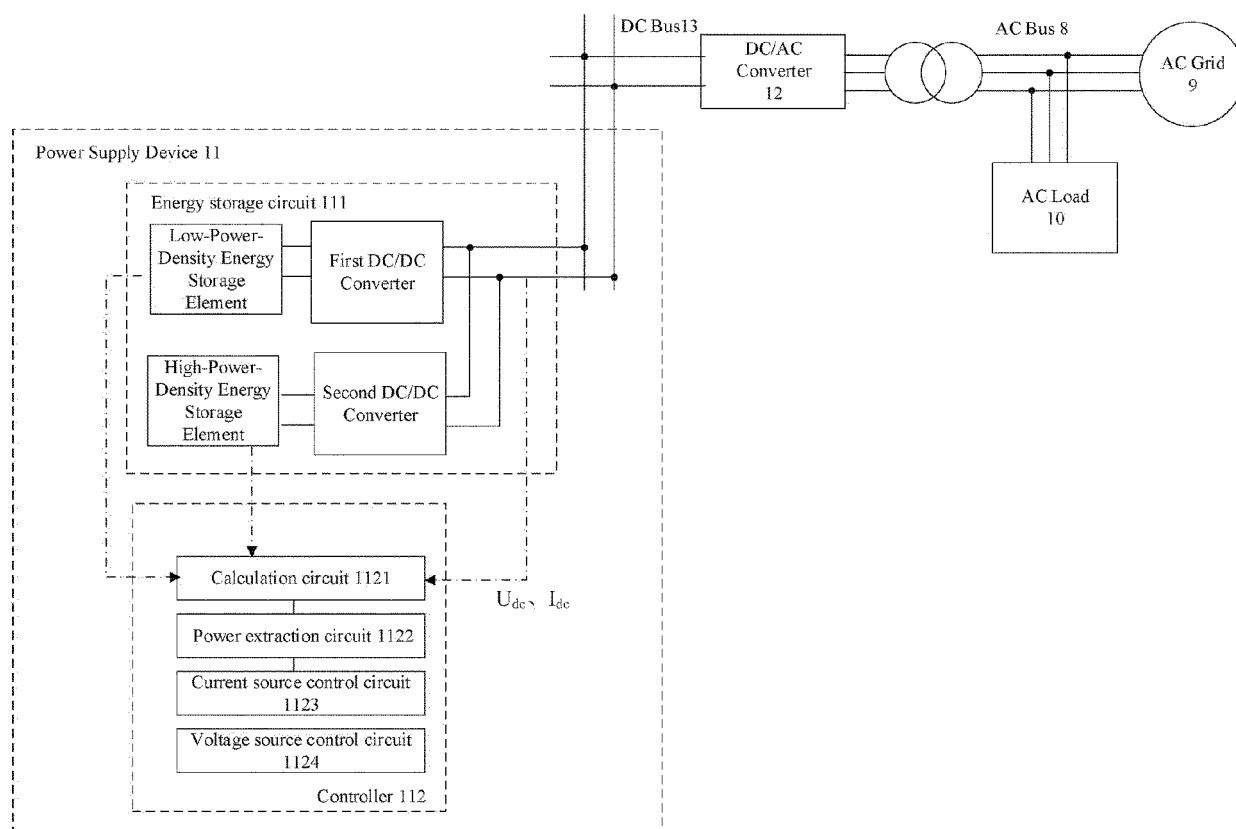 DC Bus13
DC/AC
Converter
12
AC Bus 8
AC Grid
9
AC Load
10
Power Supply Device 11
Energy storage circuit 111
Low-Power-
Density Energy
Storage
Element
First DC/DC
Converter
High-Power-
Density Energy
Storage
Element
Second DC/DC
Converter
Calculation circuit 1121
Udc、Idc
Power extraction circuit 1122
Current source control circuit
1123
Voltage source control circuit
1124
Controller 112